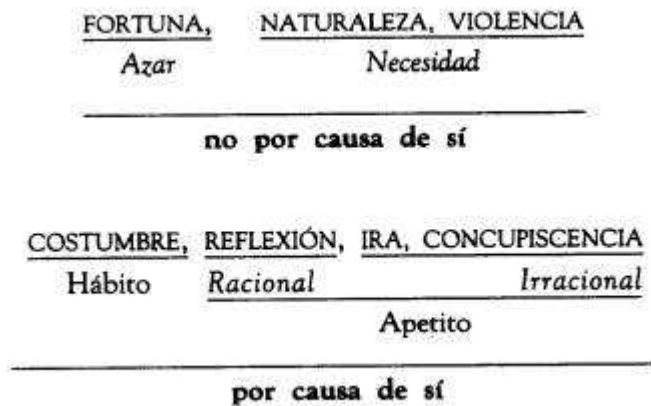 FORTUNA, NATURALEZA, VIOLENCIA
Azar Necesidad
no por causa de sí
COSTUMBRE, REFLEXIÓN, IRA, CONCUPISCENCIA
Hábito Racional Irracional
Apetito
por causa de sí